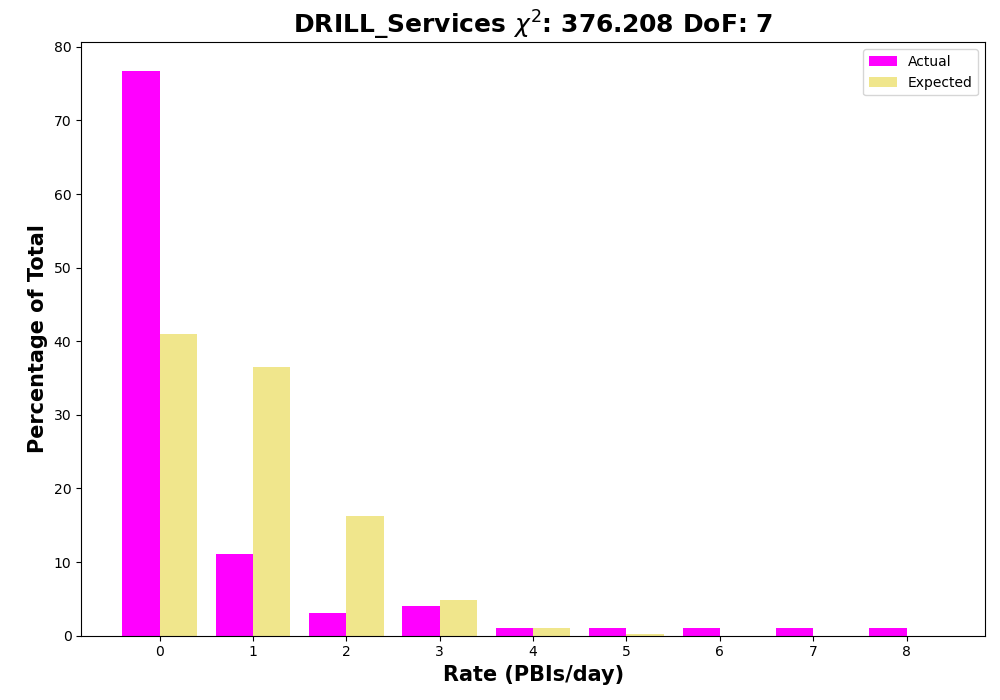 DRILL_Services χ²: 376.208 DoF: 7
Actual
Expected
80
70
60
50
40
30
20
10
0
Percentage of Total
0 1 2 3 4 5 6 7 8
Rate (PBIs/day)